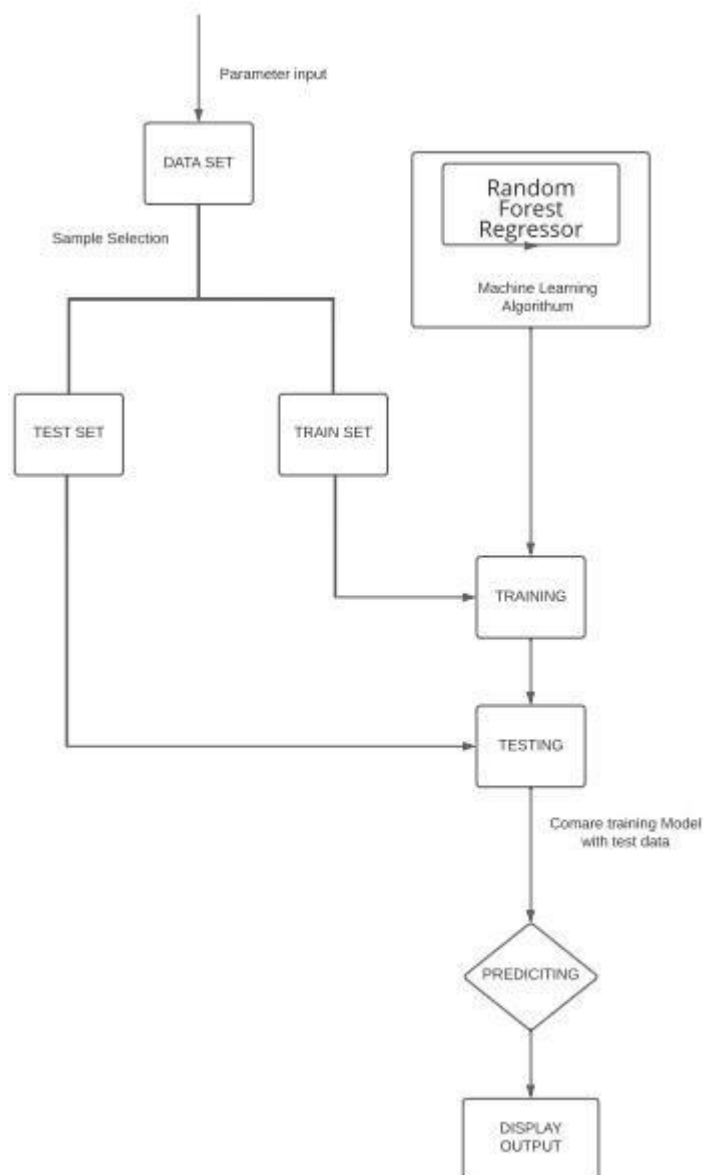 Parameter input
DATA SET
Sample Selection
Random
Forest
Regressor
Machine Learning
Algorithum
TEST SET
TRAIN SET
TRAINING
TESTING
Comare training Model
with test data
PREDICITING
DISPLAY
OUTPUT